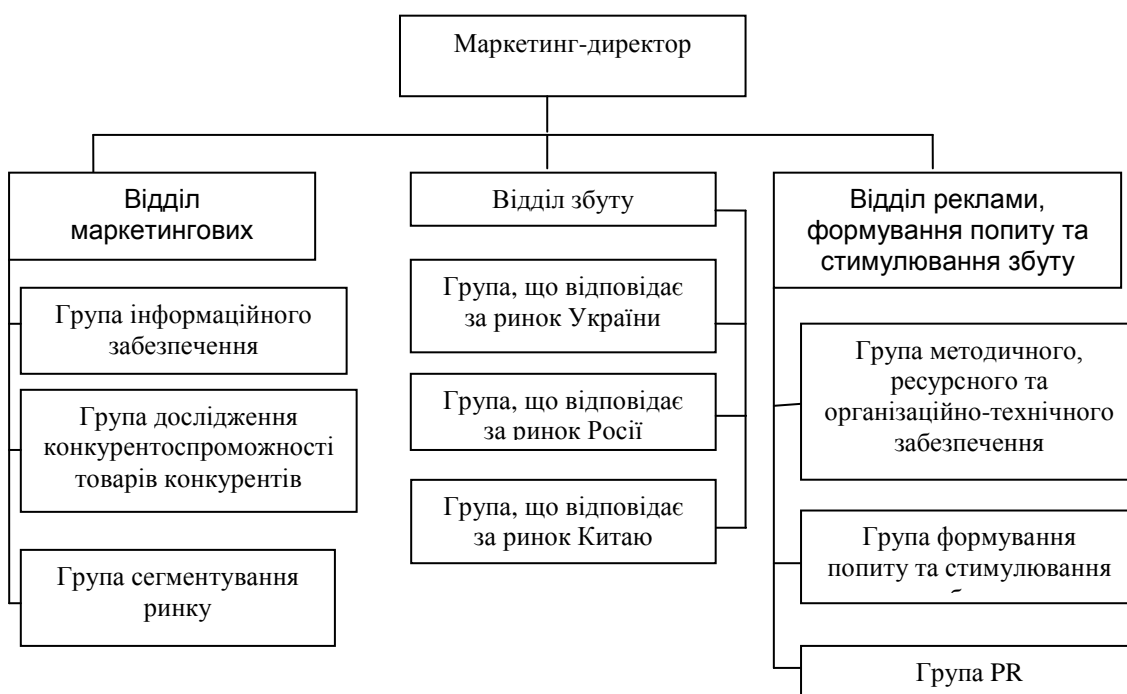 Маркетинг-директор
Відділ
маркетингових
Група інформаційного
забезпечення
Група дослідження
конкурентоспроможності
товарів конкурентів
Група сегментування
ринку
Відділ збуту
Група, що відповідає
за ринок України
Група, що відповідає
за ринок Росії
Група, що відповідає
за ринок Китаю
Відділ реклами,
формування попиту та
стимулювання збуту
Група методичного,
ресурсного та
організаційно-технічного
забезпечення
Група формування
попиту та стимулювання
Група PR